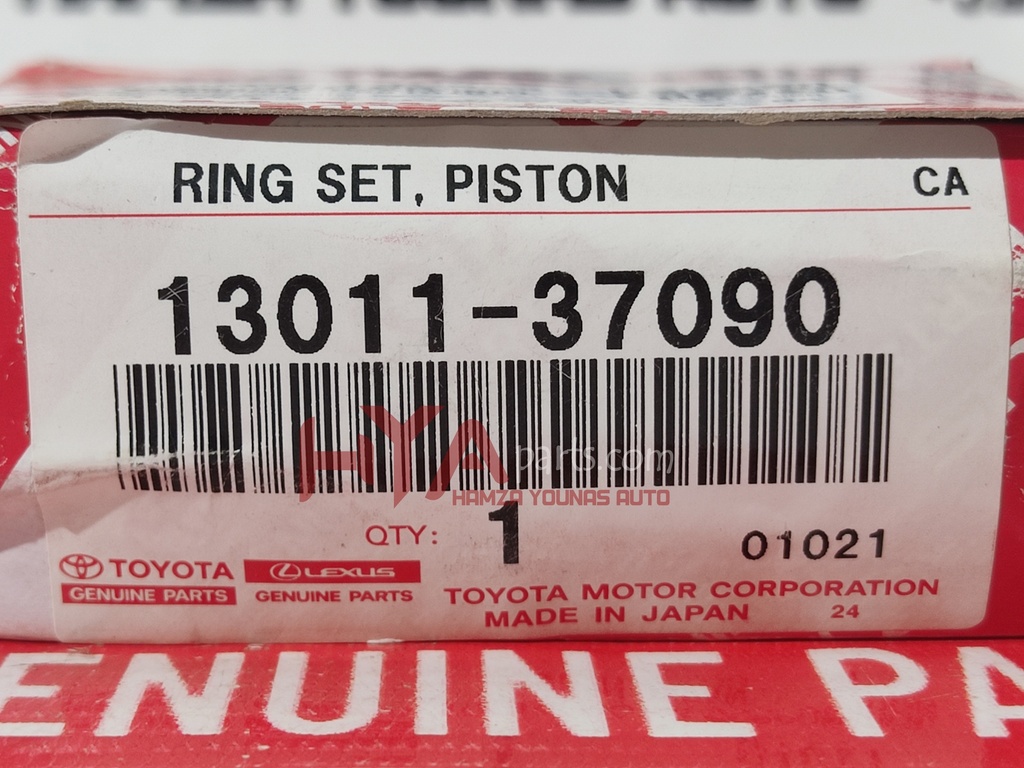 RING SET, PISTON CA
13011-37090
HYA parts.com
HAMZA YOUNAS AUTO
QTY: 1 01021
TOYOTA LEXUS
GENUINE PARTS GENUINE PARTS
TOYOTA MOTOR CORPORATION
MADE IN JAPAN 24
ENUINE PA